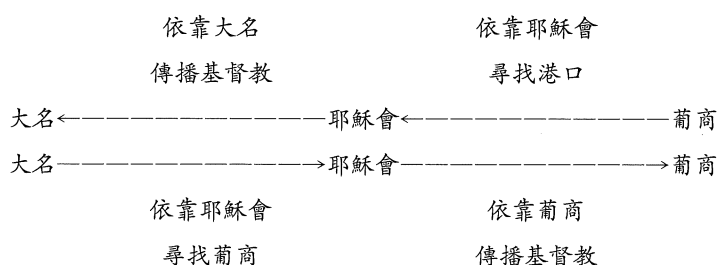 依靠大名 依靠耶穌會
傳播基督教 尋找港口
大名 耶穌會 葡商
大名 耶穌會 葡商
依靠耶穌會 依靠葡商
尋找葡商 傳播基督教